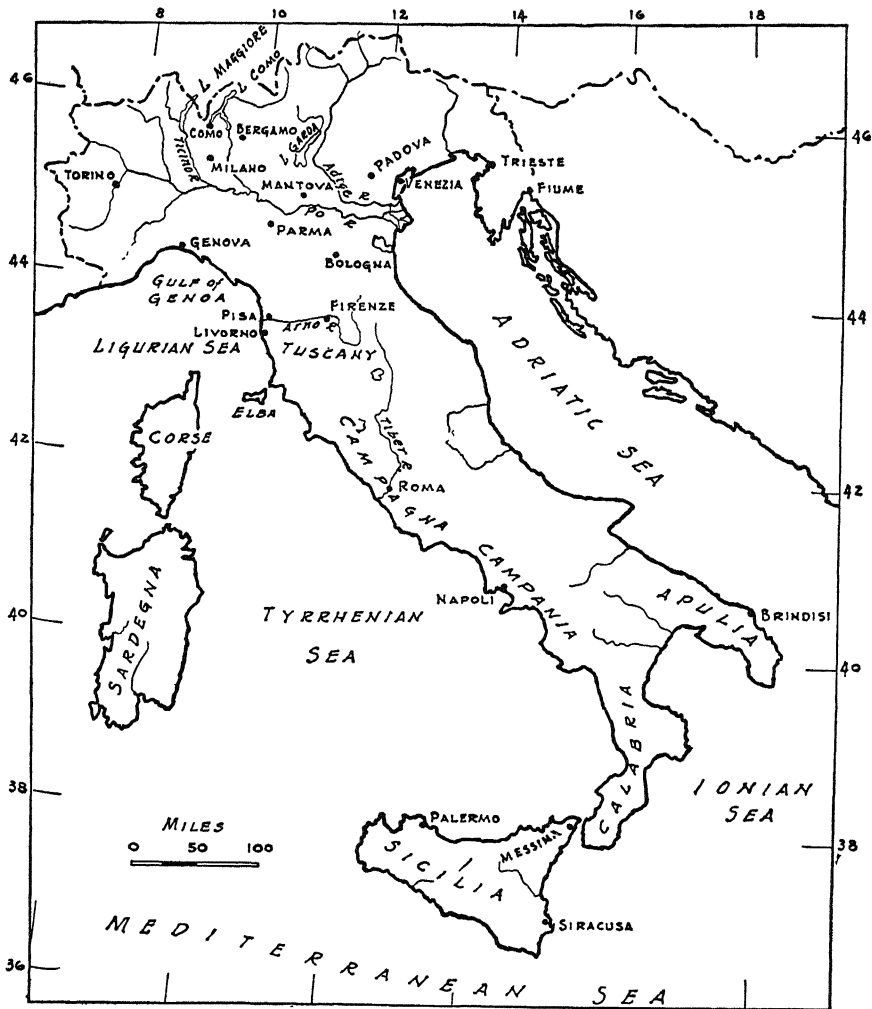 8 10 12 14 16 18
46
L. MAGGIORE
L. COMO
46
COMO
BERGAMO
L. GARDA
Ticino R
MILANO
PADOVA
TRIESTE
TORINO
MANTOVA
Adige R
VENEZIA
FIUME
Po R
PARMA
GENOVA
BOLOGNA
44
GULF of
GENOA
FIRENZE
PISA
Arno R
44
LIVORNO
LIGURIAN SEA
TUSCANY
ADRIATIC SEA
ELBA
42
CORSE
CAMPAGNA
Tiber R
ROMA
42
CAMPANIA
40
NAPOLI
APULIA
BRINDISI
SARDEGNA
TYRRHENIAN
SEA
40
CALABRIA
IONIAN
SEA
38
MILES
0 100
PALERMO
MESSINA
38
I
SICILIA
SIRACUSA
MEDITERRANEAN SEA
36